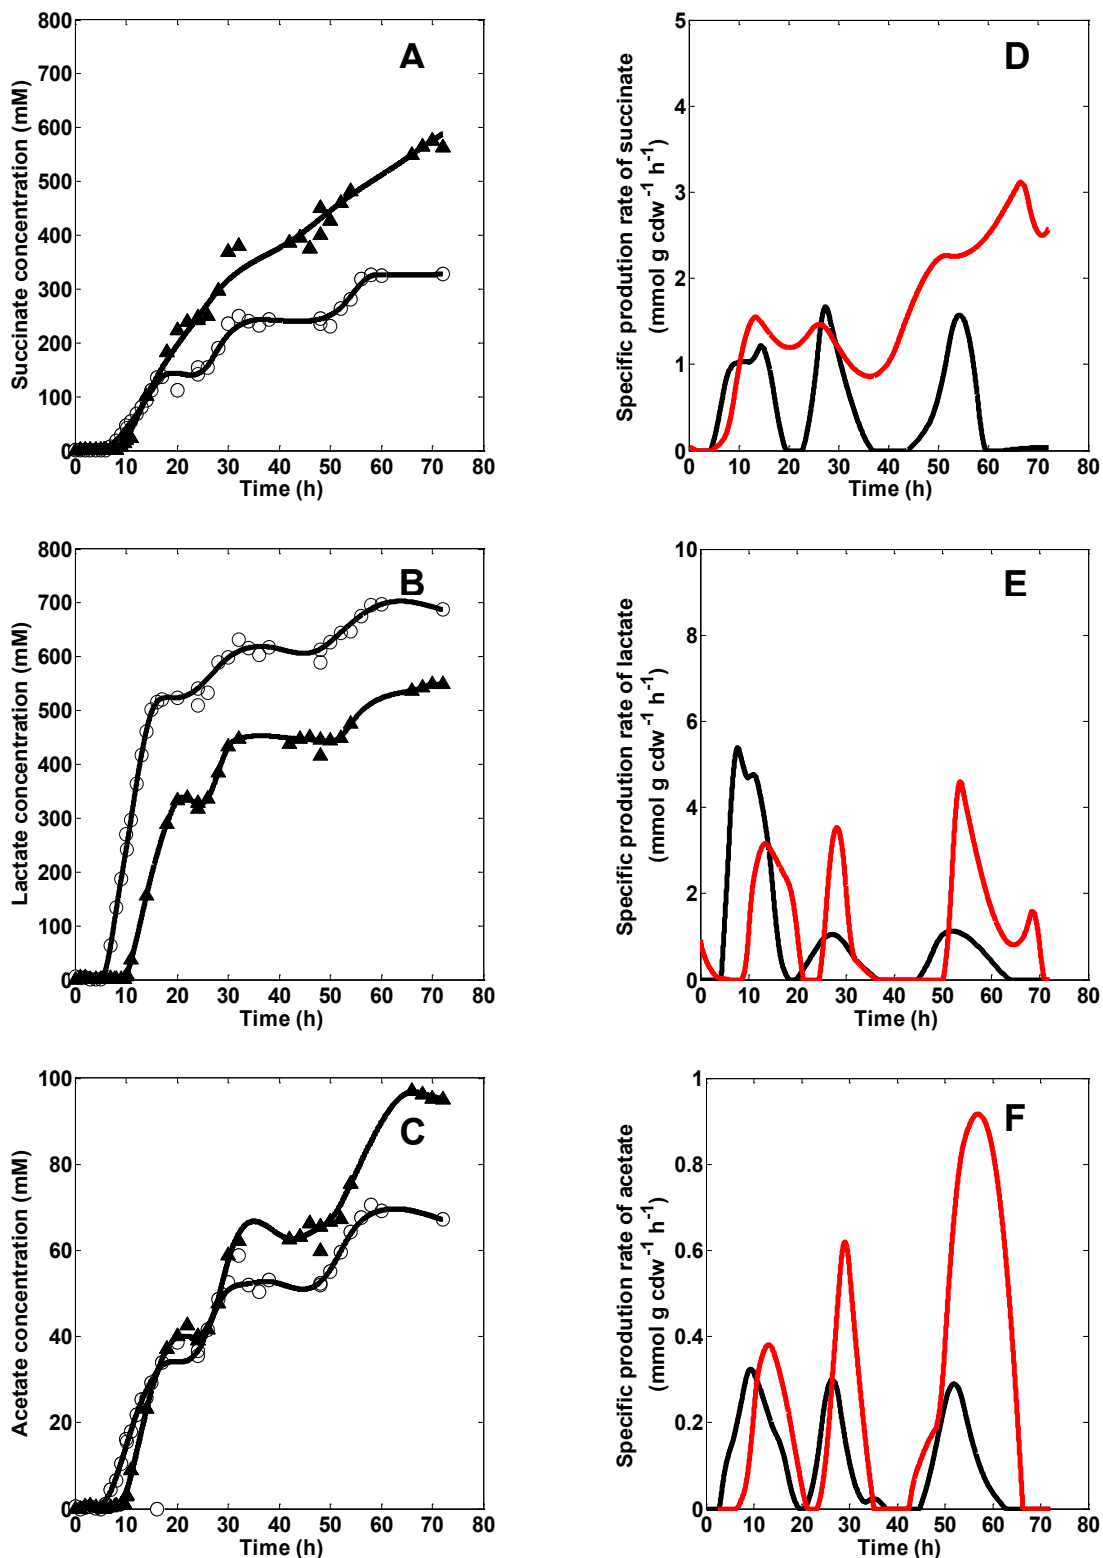 A
Succinate concentration (mM)
800
700
600
500
400
300
200
100
0
0 10 20 30 40 50 60 70 80
Time (h)
D
Specific prodution rate of succinate
(mmol g cdw⁻¹ h⁻¹)
5
4
3
2
1
0
0 10 20 30 40 50 60 70 80
Time (h)
B
Lactate concentration (mM)
800
700
600
500
400
300
200
100
0
0 10 20 30 40 50 60 70 80
Time (h)
E
Specific prodution rate of lactate
(mmol g cdw⁻¹ h⁻¹)
10
8
6
4
2
0
0 10 20 30 40 50 60 70 80
Time (h)
C
Acetate concentration (mM)
100
80
60
40
20
0
0 10 20 30 40 50 60 70 80
Time (h)
F
Specific prodution rate of acetate
(mmol g cdw⁻¹ h⁻¹)
1
0.8
0.6
0.4
0.2
0
0 10 20 30 40 50 60 70 80
Time (h)